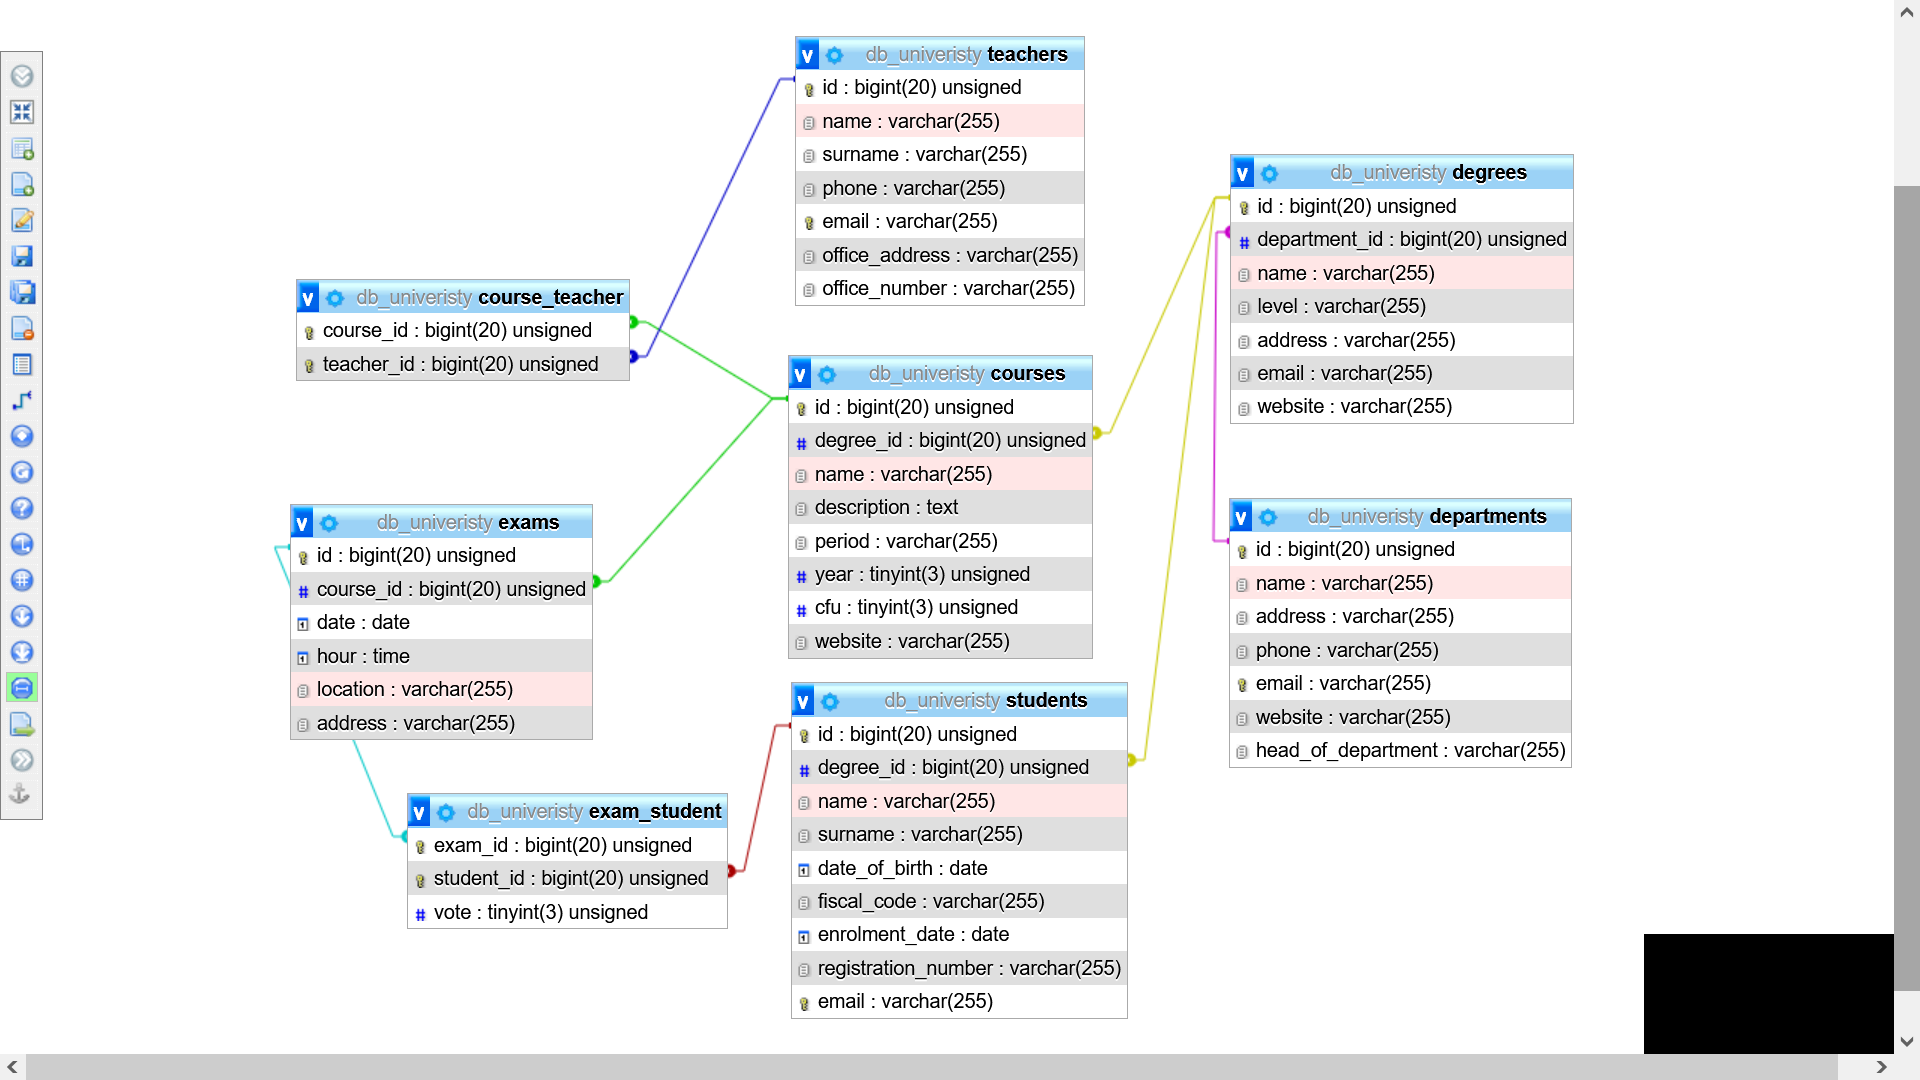 db_univeristy teachers
id : bigint(20) unsigned
name : varchar(255)
surname : varchar(255)
phone : varchar(255)
email : varchar(255)
office_address : varchar(255)
office_number : varchar(255)
db_univeristy degrees
id : bigint(20) unsigned
department_id : bigint(20) unsigned
name : varchar(255)
level : varchar(255)
address : varchar(255)
email : varchar(255)
website : varchar(255)
db_univeristy course_teacher
course_id : bigint(20) unsigned
teacher_id : bigint(20) unsigned
db_univeristy courses
id : bigint(20) unsigned
degree_id : bigint(20) unsigned
name : varchar(255)
description : text
period : varchar(255)
year : tinyint(3) unsigned
cfu : tinyint(3) unsigned
website : varchar(255)
db_univeristy exams
id : bigint(20) unsigned
course_id : bigint(20) unsigned
date : date
hour : time
location : varchar(255)
address : varchar(255)
db_univeristy departments
id : bigint(20) unsigned
name : varchar(255)
address : varchar(255)
phone : varchar(255)
email : varchar(255)
website : varchar(255)
head_of_department : varchar(255)
db_univeristy students
id : bigint(20) unsigned
degree_id : bigint(20) unsigned
name : varchar(255)
surname : varchar(255)
date_of_birth : date
fiscal_code : varchar(255)
enrolment_date : date
registration_number : varchar(255)
email : varchar(255)
db_univeristy exam_student
exam_id : bigint(20) unsigned
student_id : bigint(20) unsigned
vote : tinyint(3) unsigned